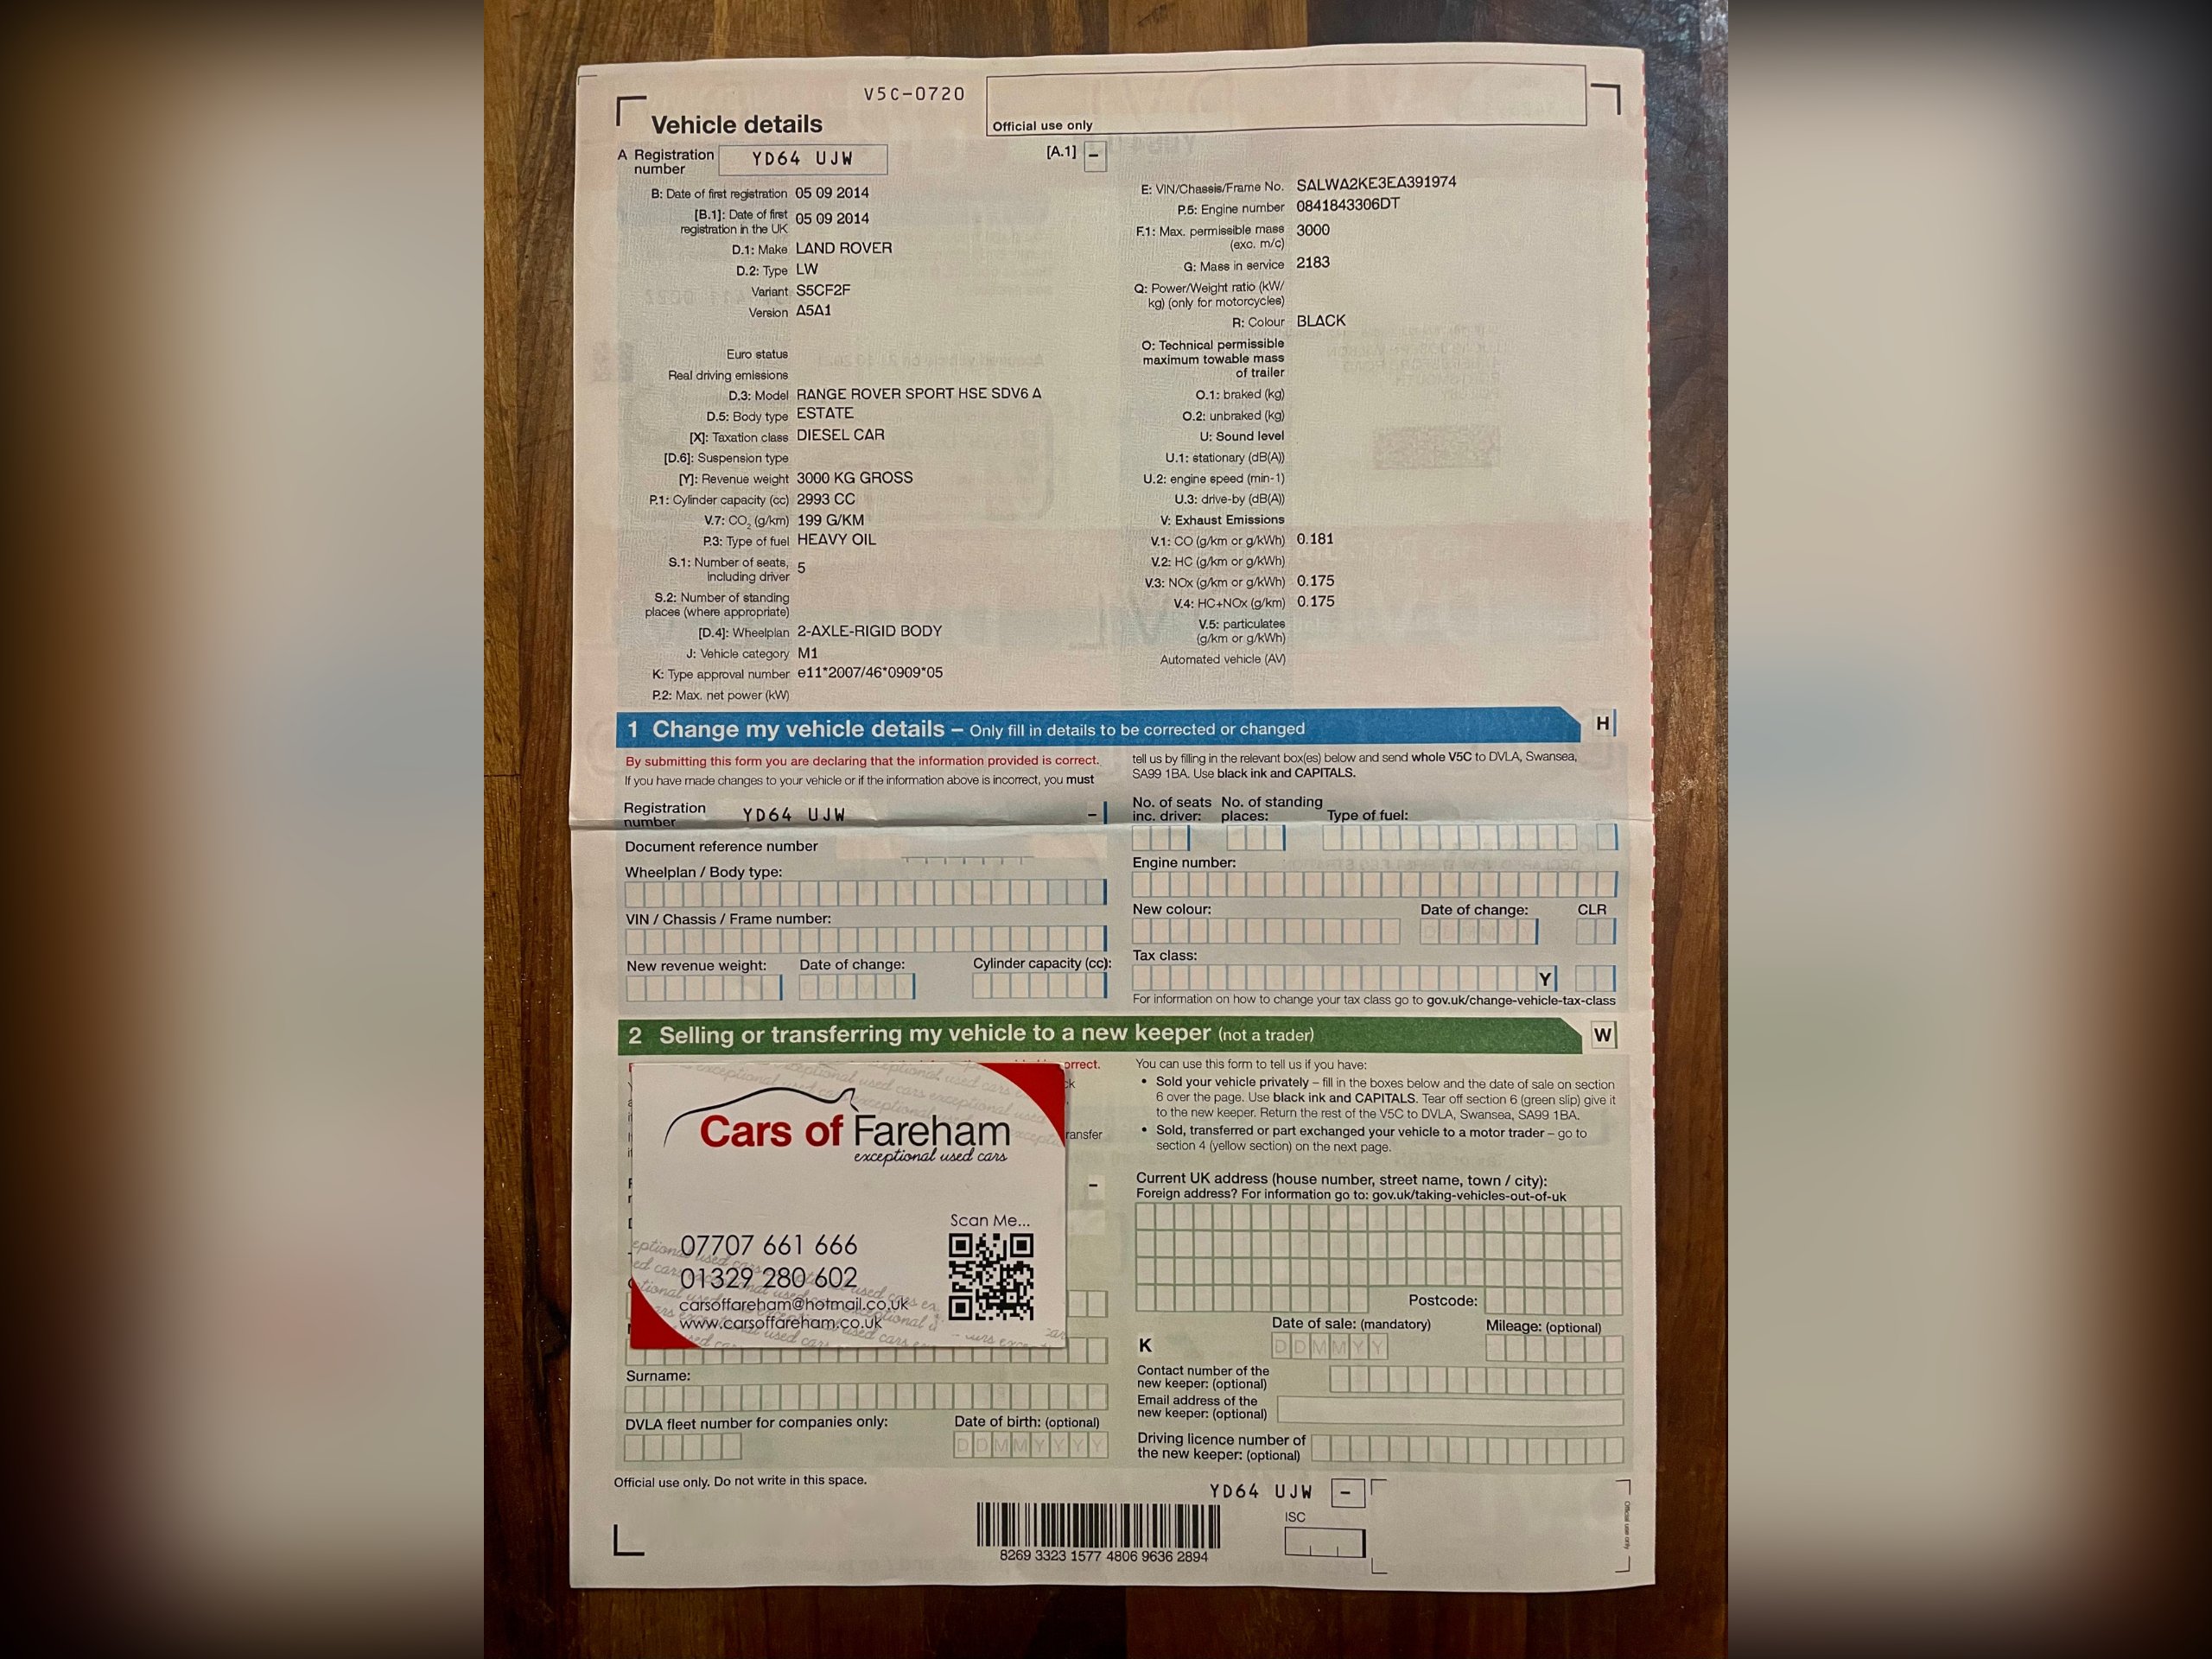 V5C-0720
Official use only
Vehicle details
A Registration number YD64 UJW
[A.1] –
B: Date of first registration 05 09 2014
[B.1]: Date of first registration in the UK 05 09 2014
D.1: Make LAND ROVER
D.2: Type LW
Variant S5CF2F
Version A5A1
Euro status
Real driving emissions
D.3: Model RANGE ROVER SPORT HSE SDV6 A
D.5: Body type ESTATE
[X]: Taxation class DIESEL CAR
[D.6]: Suspension type
[Y]: Revenue weight 3000 KG GROSS
P.1: Cylinder capacity (cc) 2993 CC
V.7: CO2 (g/km) 199 G/KM
P.3: Type of fuel HEAVY OIL
S.1: Number of seats, including driver 5
S.2: Number of standing places (where appropriate)
[D.4]: Wheelplan 2-AXLE-RIGID BODY
J: Vehicle category M1
K: Type approval number e11*2007/46*0909*05
P.2: Max. net power (kW)
E: VIN/Chassis/Frame No. SALWA2KE3EA391974
P.5: Engine number 0841843306DT
F.1: Max. permissible mass (exc. m/c) 3000
G: Mass in service 2183
Q: Power/Weight ratio (kW/kg) (only for motorcycles)
R: Colour BLACK
O: Technical permissible maximum towable mass of trailer
O.1: braked (kg)
O.2: unbraked (kg)
U: Sound level
U.1: stationary (dB(A))
U.2: engine speed (min-1)
U.3: drive-by (dB(A))
V: Exhaust Emissions
V.1: CO (g/km or g/kWh) 0.181
V.2: HC (g/km or g/kWh)
V.3: NOx (g/km or g/kWh) 0.175
V.4: HC+NOx (g/km) 0.175
V.5: particulates (g/km or g/kWh)
Automated vehicle (AV)
1 Change my vehicle details – Only fill in details to be corrected or changed
H
By submitting this form you are declaring that the information provided is correct.
If you have made changes to your vehicle or if the information above is incorrect, you must
tell us by filling in the relevant box(es) below and send whole V5C to DVLA, Swansea,
SA99 1BA. Use black ink and CAPITALS.
Registration number YD64 UJW –
Document reference number
Wheelplan / Body type:
VIN / Chassis / Frame number:
New revenue weight: Date of change: Cylinder capacity (cc):
No. of seats inc. driver: No. of standing places: Type of fuel:
Engine number:
New colour: Date of change: CLR
Tax class:
Y
For information on how to change your tax class go to gov.uk/change-vehicle-tax-class
2 Selling or transferring my vehicle to a new keeper (not a trader)
W
orrect.
ransfer
Cars of Fareham
exceptional used cars
Scan Me...
07707 661 666
01329 280 602
carsoffareham@hotmail.co.uk
www.carsoffareham.co.uk
–
Surname:
DVLA fleet number for companies only: Date of birth: (optional)
DDMMYYYY
You can use this form to tell us if you have:
• Sold your vehicle privately – fill in the boxes below and the date of sale on section
6 over the page. Use black ink and CAPITALS. Tear off section 6 (green slip) give it
to the new keeper. Return the rest of the V5C to DVLA, Swansea, SA99 1BA.
• Sold, transferred or part exchanged your vehicle to a motor trader – go to
section 4 (yellow section) on the next page.
Current UK address (house number, street name, town / city):
Foreign address? For information go to: gov.uk/taking-vehicles-out-of-uk
Postcode:
K
Date of sale: (mandatory) Mileage: (optional)
DDMMYY
Contact number of the new keeper: (optional)
Email address of the new keeper: (optional)
Driving licence number of the new keeper: (optional)
Official use only. Do not write in this space.
YD64 UJW –
ISC
8269 3323 1577 4806 9636 2894
Official use only